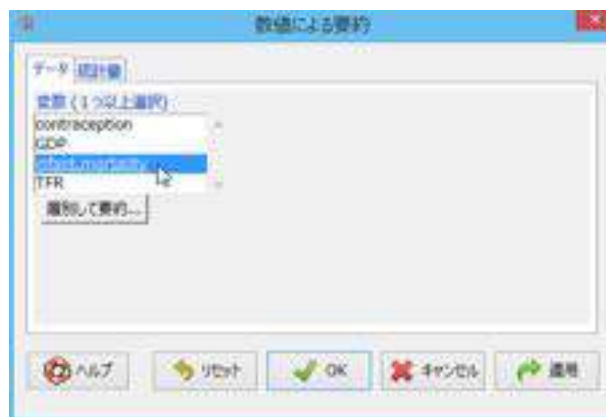 数値による要約
データ 統計量
変数 (1つ以上選択)
contraception
GDP
infant.mortality
TFR
層別して要約...
ヘルプ リセット OK キャンセル 適用